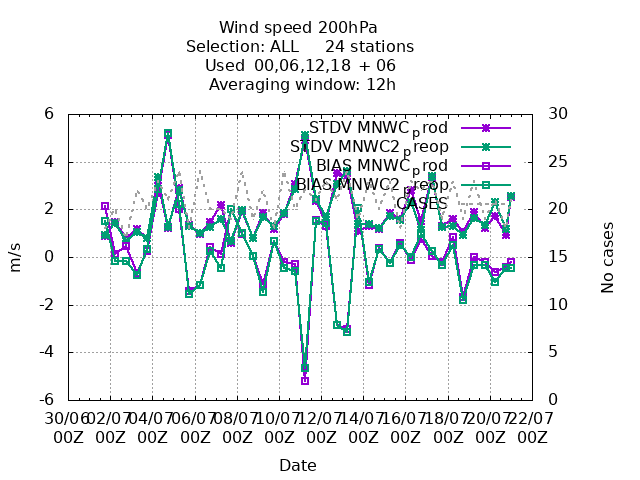 Wind speed 200hPa
Selection: ALL 24 stations
Used 00,06,12,18 + 06
Averaging window: 12h
6 4 2 0 -2 -4 -6
30 25 20 15 10 5 0
m/s
No cases
STDV MNWC_prod
STDV MNWC2_preop
BIAS MNWC_prod
BIAS MNWC2_preop
CASES
30/06 02/07 04/07 06/07 08/07 10/07 12/07 14/07 16/07 18/07 20/07 22/07
00Z 00Z 00Z 00Z 00Z 00Z 00Z 00Z 00Z 00Z 00Z 00Z
Date